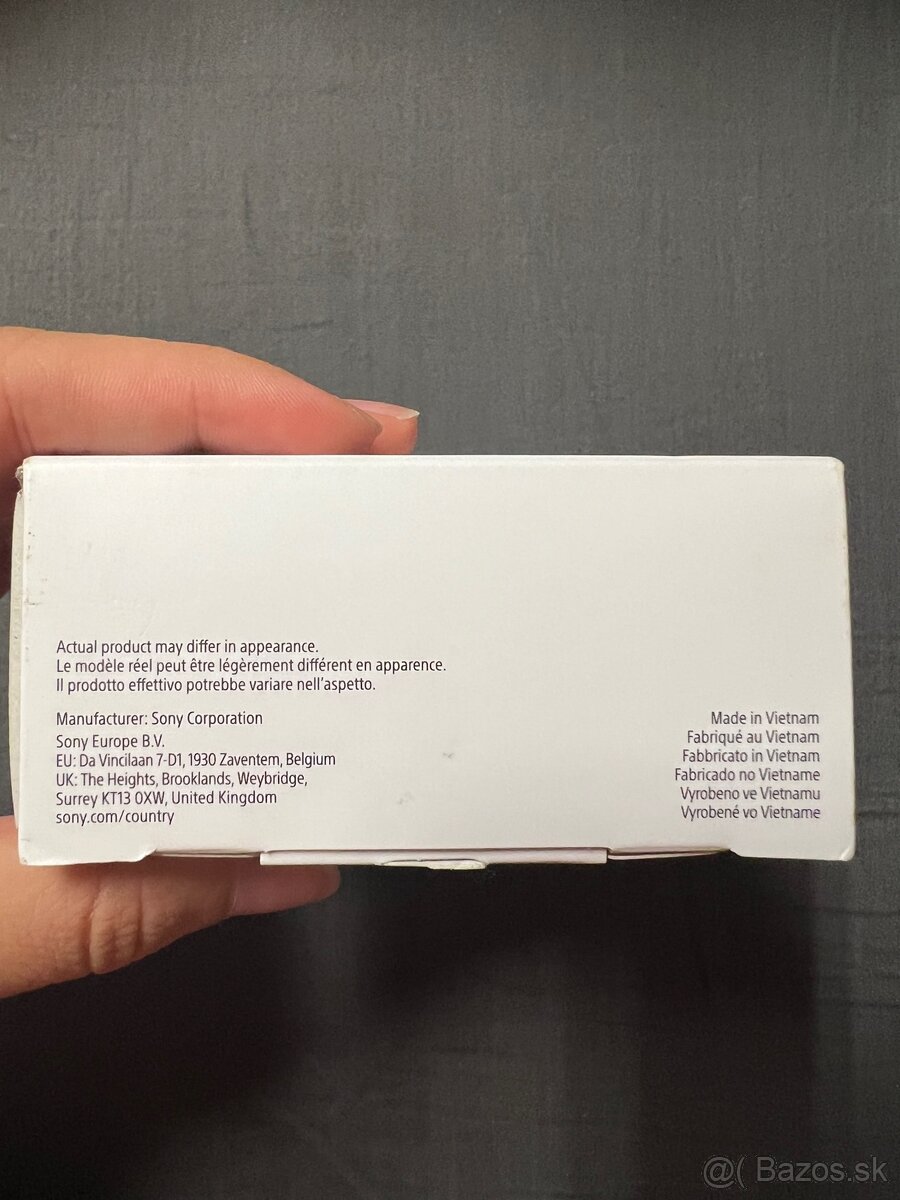 Actual product may differ in appearance.
Le modèle réel peut être légèrement différent en apparence.
Il prodotto effettivo potrebbe variare nell'aspetto.
Manufacturer: Sony Corporation
Sony Europe B.V.
EU: Da Vincilaan 7-D1, 1930 Zaventem, Belgium
UK: The Heights, Brooklands, Weybridge,
Surrey KT13 0XW, United Kingdom
sony.com/country
Made in Vietnam
Fabriqué au Vietnam
Fabbricato in Vietnam
Fabricado no Vietname
Vyrobeno ve Vietnamu
Vyrobené vo Vietname
@( Bazos.sk